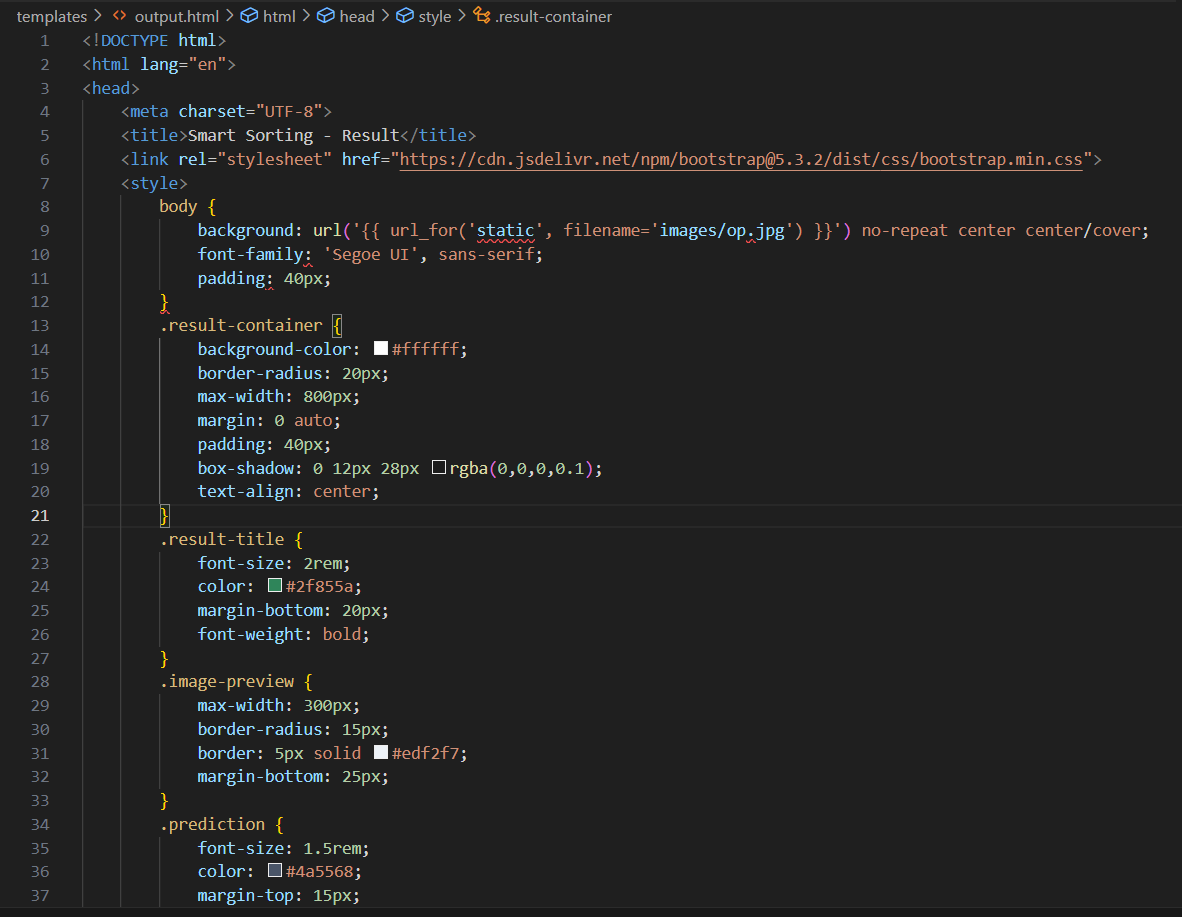 templates > output.html > html > head > style > .result-container
1 <!DOCTYPE html>
2 <html lang="en">
3 <head>
4     <meta charset="UTF-8">
5     <title>Smart Sorting - Result</title>
6     <link rel="stylesheet" href="https://cdn.jsdelivr.net/npm/bootstrap@5.3.2/dist/css/bootstrap.min.css">
7     <style>
8         body {
9             background: url('{{ url_for('static', filename='images/op.jpg') }}') no-repeat center center/cover;
10             font-family: 'Segoe UI', sans-serif;
11             padding: 40px;
12         }
13         .result-container {
14             background-color: #ffffff;
15             border-radius: 20px;
16             max-width: 800px;
17             margin: 0 auto;
18             padding: 40px;
19             box-shadow: 0 12px 28px rgba(0,0,0,0.1);
20             text-align: center;
21         }
22         .result-title {
23             font-size: 2rem;
24             color: #2f855a;
25             margin-bottom: 20px;
26             font-weight: bold;
27         }
28         .image-preview {
29             max-width: 300px;
30             border-radius: 15px;
31             border: 5px solid #edf2f7;
32             margin-bottom: 25px;
33         }
34         .prediction {
35             font-size: 1.5rem;
36             color: #4a5568;
37             margin-top: 15px;